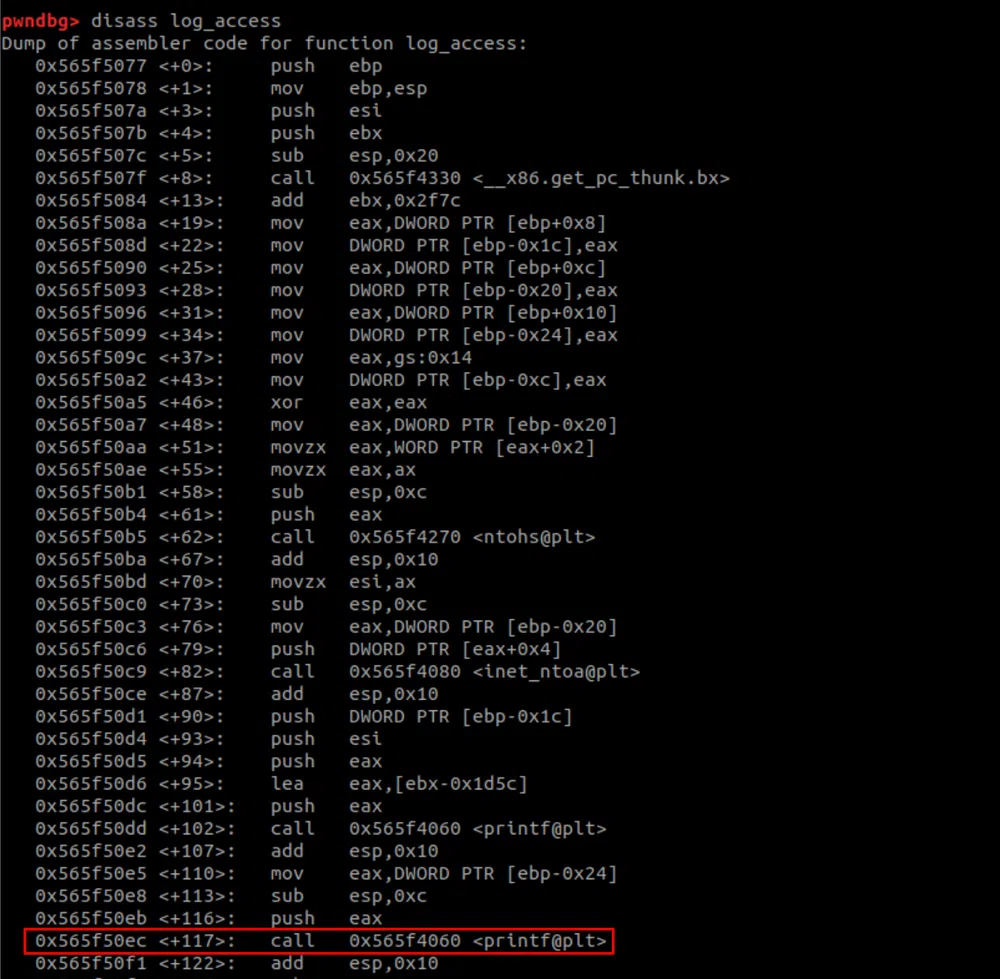 pwndbg> disass log_access
Dump of assembler code for function log_access:
0x565f5077 <+0>: push ebp
0x565f5078 <+1>: mov ebp,esp
0x565f507a <+3>: push esi
0x565f507b <+4>: push ebx
0x565f507c <+5>: sub esp,0x20
0x565f507f <+8>: call 0x565f4330 <__x86.get_pc_thunk.bx>
0x565f5084 <+13>: add ebx,0x2f7c
0x565f508a <+19>: mov eax,DWORD PTR [ebp+0x8]
0x565f508d <+22>: mov DWORD PTR [ebp-0x1c],eax
0x565f5090 <+25>: mov eax,DWORD PTR [ebp+0xc]
0x565f5093 <+28>: mov DWORD PTR [ebp-0x20],eax
0x565f5096 <+31>: mov eax,DWORD PTR [ebp+0x10]
0x565f5099 <+34>: mov DWORD PTR [ebp-0x24],eax
0x565f509c <+37>: mov eax,gs:0x14
0x565f50a2 <+43>: mov DWORD PTR [ebp-0xc],eax
0x565f50a5 <+46>: xor eax,eax
0x565f50a7 <+48>: mov eax,DWORD PTR [ebp-0x20]
0x565f50aa <+51>: movzx eax,WORD PTR [eax+0x2]
0x565f50ae <+55>: movzx eax,ax
0x565f50b1 <+58>: sub esp,0xc
0x565f50b4 <+61>: push eax
0x565f50b5 <+62>: call 0x565f4270 <ntohs@plt>
0x565f50ba <+67>: add esp,0x10
0x565f50bd <+70>: movzx esi,ax
0x565f50c0 <+73>: sub esp,0xc
0x565f50c3 <+76>: mov eax,DWORD PTR [ebp-0x20]
0x565f50c6 <+79>: push DWORD PTR [eax+0x4]
0x565f50c9 <+82>: call 0x565f4080 <inet_ntoa@plt>
0x565f50ce <+87>: add esp,0x10
0x565f50d1 <+90>: push DWORD PTR [ebp-0x1c]
0x565f50d4 <+93>: push esi
0x565f50d5 <+94>: push eax
0x565f50d6 <+95>: lea eax,[ebx-0x1d5c]
0x565f50dc <+101>: push eax
0x565f50dd <+102>: call 0x565f4060 <printf@plt>
0x565f50e2 <+107>: add esp,0x10
0x565f50e5 <+110>: mov eax,DWORD PTR [ebp-0x24]
0x565f50e8 <+113>: sub esp,0xc
0x565f50eb <+116>: push eax
0x565f50ec <+117>: call 0x565f4060 <printf@plt>
0x565f50f1 <+122>: add esp,0x10